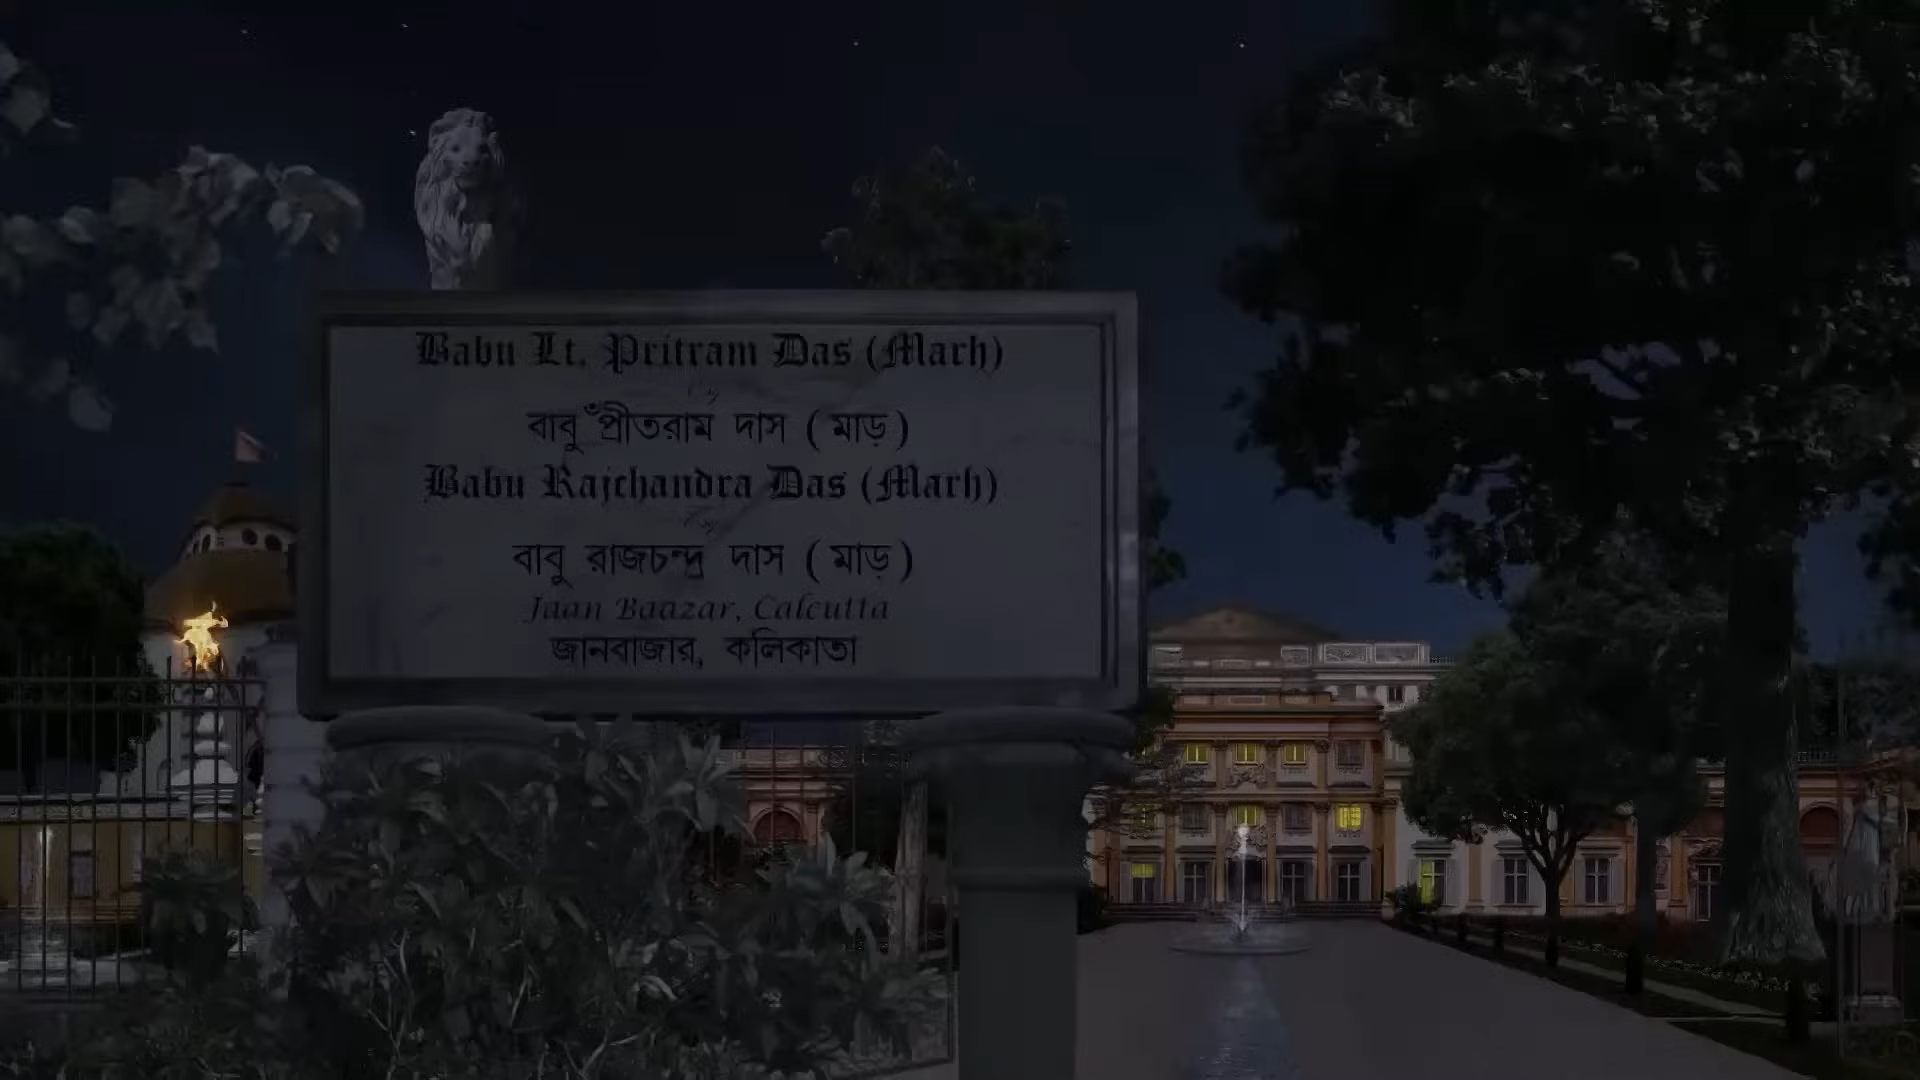 Babu Lt. Pritram Das (Marh)
বাবু ঁপ্রীতরাম দাস ( মাড় )
Babu Rajchandra Das (Marh)
বাবু রাজচন্দ্র দাস ( মাড় )
Jaan Baazar, Calcutta
জানবাজার, কলিকাতা